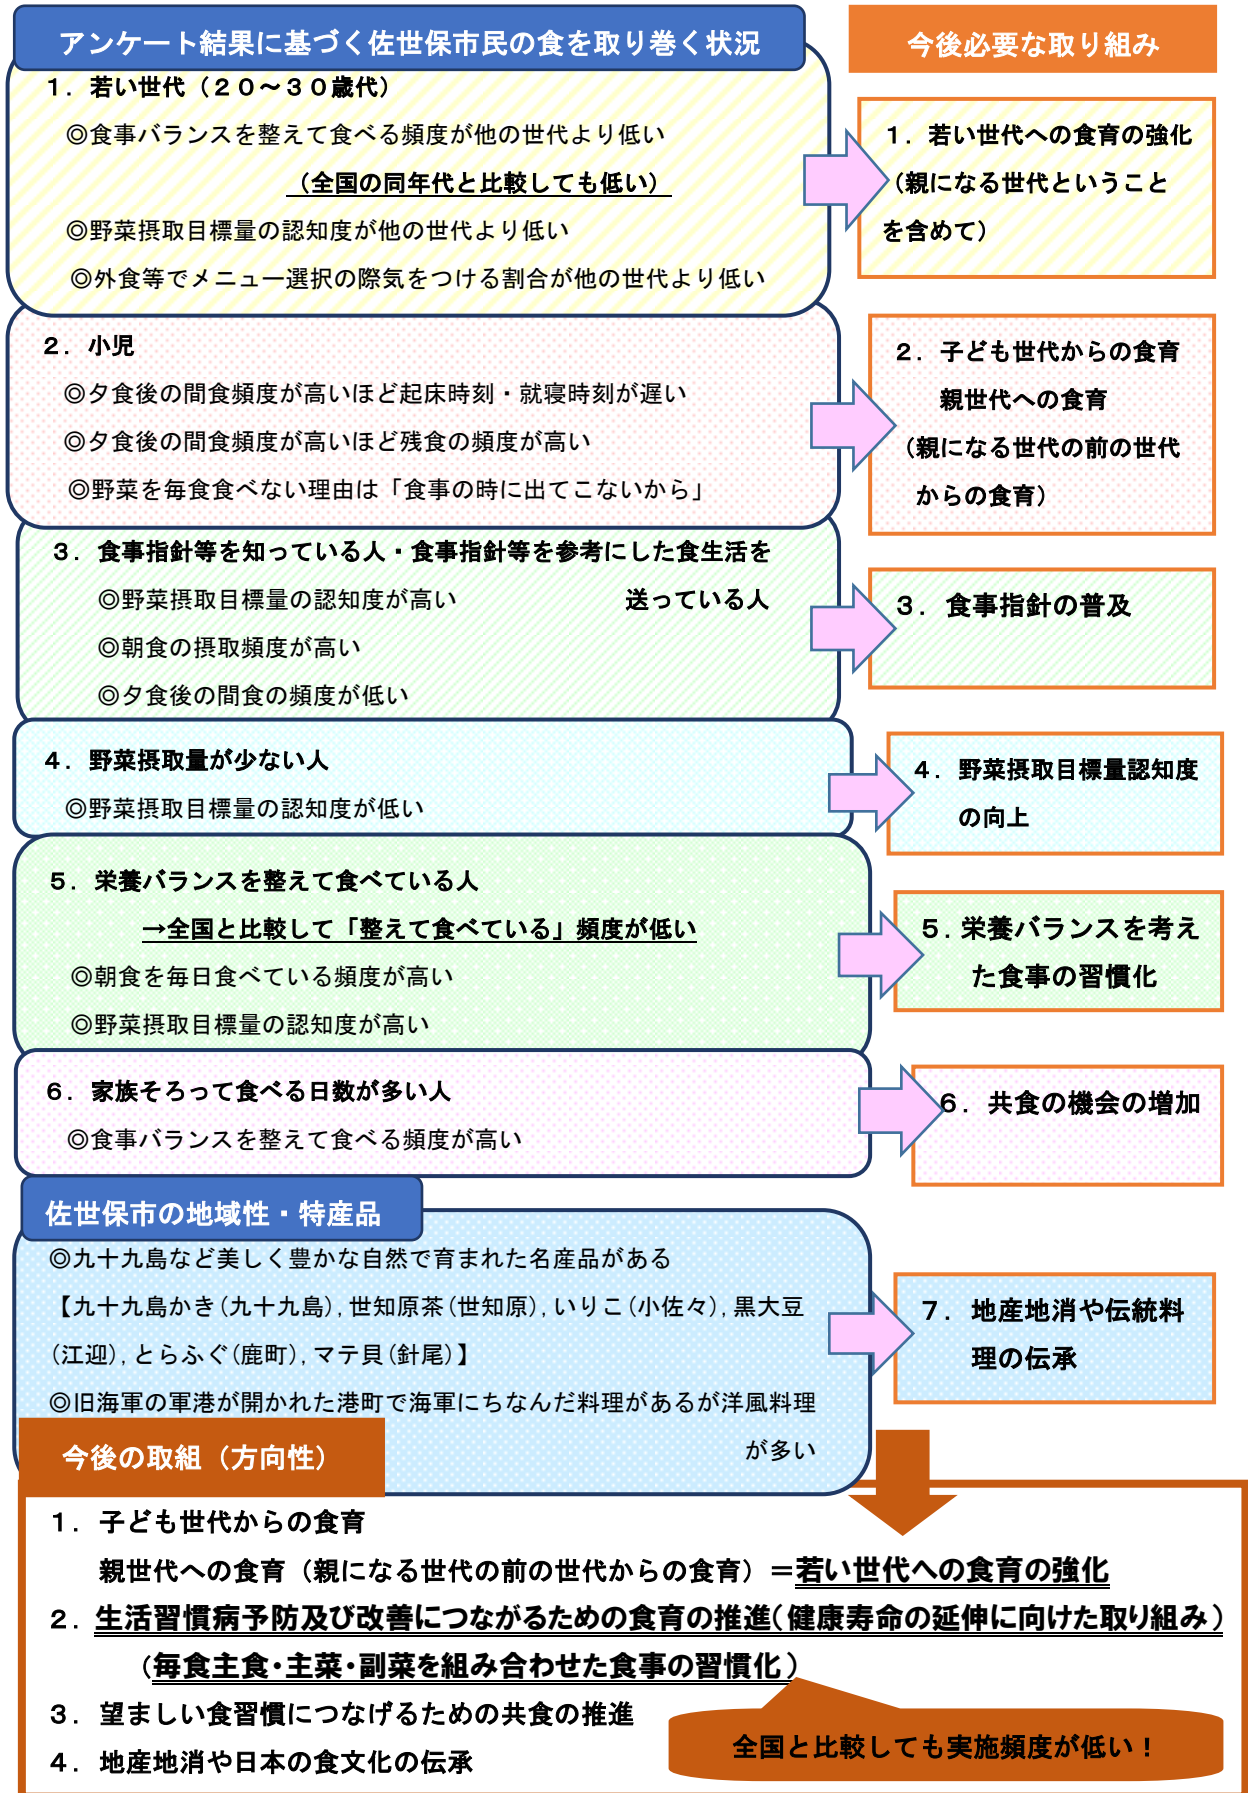 アンケート結果に基づく佐世保市民の食を取り巻く状況
１．若い世代（２０～３０歳代）
◎食事バランスを整えて食べる頻度が他の世代より低い
（全国の同年代と比較しても低い）
◎野菜摂取目標量の認知度が他の世代より低い
◎外食等でメニュー選択の際気をつける割合が他の世代より低い
２．小児
◎夕食後の間食頻度が高いほど起床時刻・就寝時刻が遅い
◎夕食後の間食頻度が高いほど残食の頻度が高い
◎野菜を毎食食べない理由は「食事の時に出てこないから」
３．食事指針等を知っている人・食事指針等を参考にした食生活を
送っている人
◎野菜摂取目標量の認知度が高い
◎朝食の摂取頻度が高い
◎夕食後の間食の頻度が低い
４．野菜摂取量が少ない人
◎野菜摂取目標量の認知度が低い
５．栄養バランスを整えて食べている人
→全国と比較して「整えて食べている」頻度が低い
◎朝食を毎日食べている頻度が高い
◎野菜摂取目標量の認知度が高い
６．家族そろって食べる日数が多い人
◎食事バランスを整えて食べる頻度が高い
佐世保市の地域性・特産品
◎九十九島など美しく豊かな自然で育まれた名産品がある
【九十九島かき(九十九島),世知原茶(世知原),いりこ(小佐々),黒大豆
(江迎),とらふぐ(鹿町),マテ貝(針尾)】
◎旧海軍の軍港が開かれた港町で海軍にちなんだ料理があるが洋風料理
が多い
今後必要な取り組み
１．若い世代への食育の強化
（親になる世代ということ
を含めて）
２．子ども世代からの食育
親世代への食育
（親になる世代の前の世代
からの食育）
３．食事指針の普及
４．野菜摂取目標量認知度
の向上
５．栄養バランスを考え
た食事の習慣化
６．共食の機会の増加
７．地産地消や伝統料
理の伝承
今後の取組（方向性）
１．子ども世代からの食育
親世代への食育（親になる世代の前の世代からの食育）＝若い世代への食育の強化
２．生活習慣病予防及び改善につながるための食育の推進（健康寿命の延伸に向けた取り組み）
（毎食主食・主菜・副菜を組み合わせた食事の習慣化）
３．望ましい食習慣につなげるための共食の推進
４．地産地消や日本の食文化の伝承
全国と比較しても実施頻度が低い！